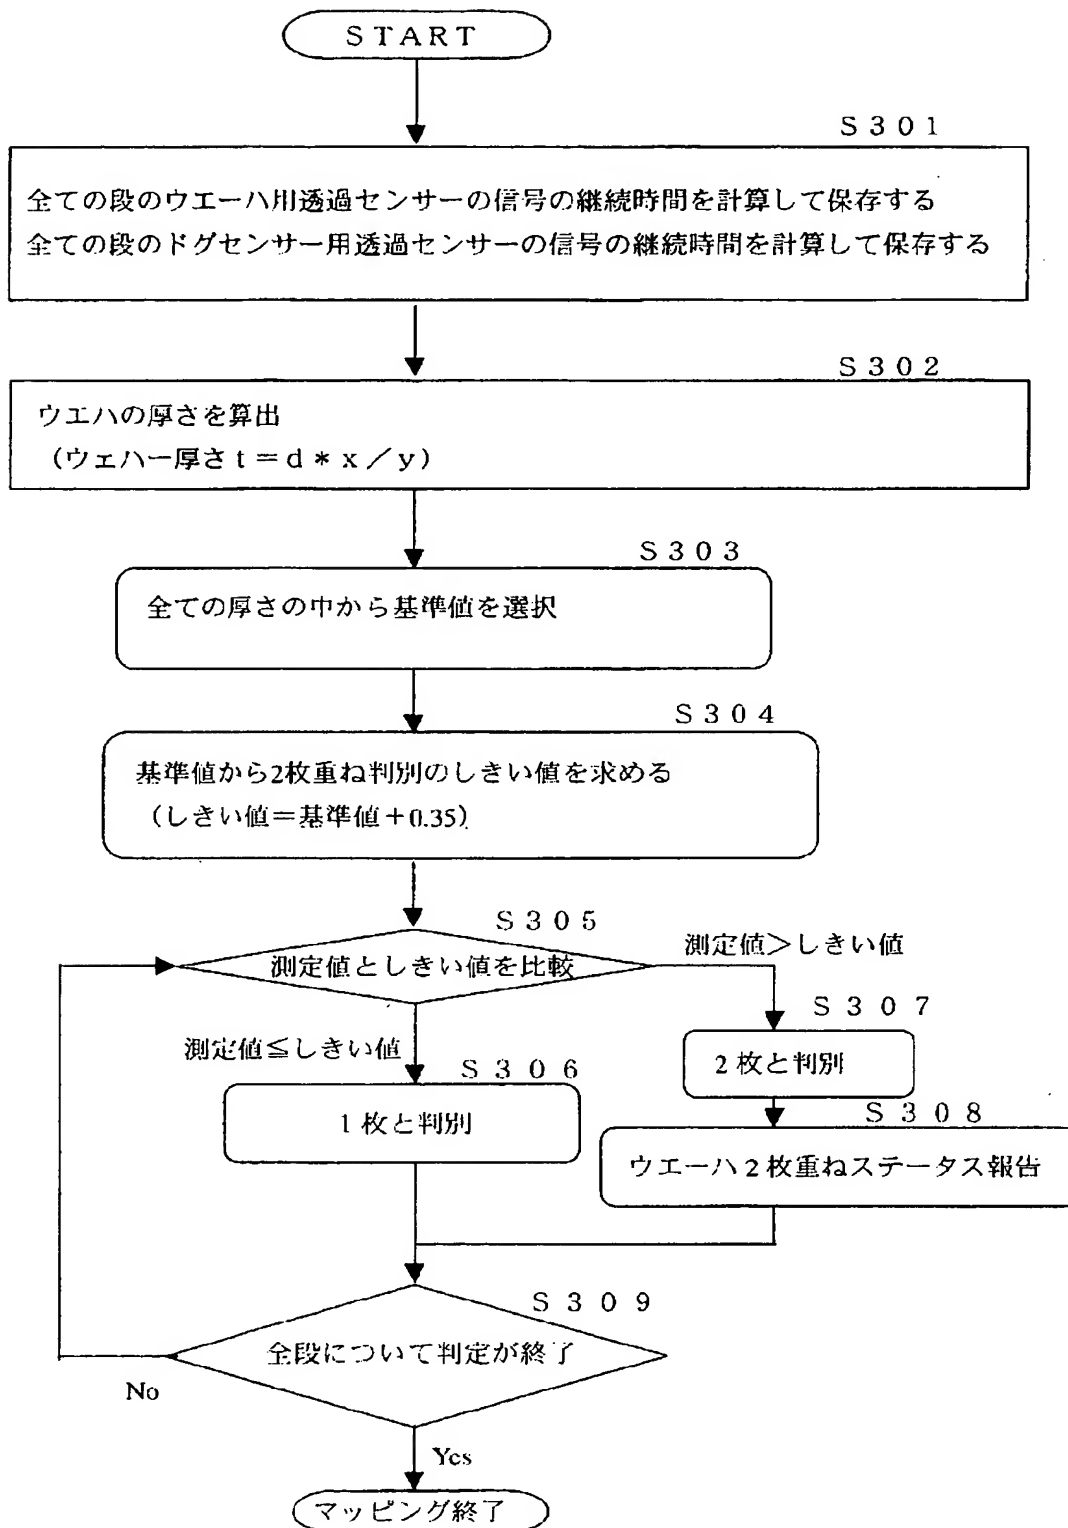 START
S301
全ての段のウエーハ用透過センサーの信号の継続時間を計算して保存する
全ての段のドグセンサー用透過センサーの信号の継続時間を計算して保存する
S302
ウエハの厚さを算出
（ウェハー厚さｔ＝ｄ＊ｘ／ｙ）
S303
全ての厚さの中から基準値を選択
S304
基準値から2枚重ね判別のしきい値を求める
（しきい値＝基準値＋0.35）
S305
測定値としきい値を比較
測定値＞しきい値
S307
2枚と判別
測定値≦しきい値
S306
1枚と判別
S308
ウエーハ2枚重ねステータス報告
S309
全段について判定が終了
No
Yes
マッピング終了